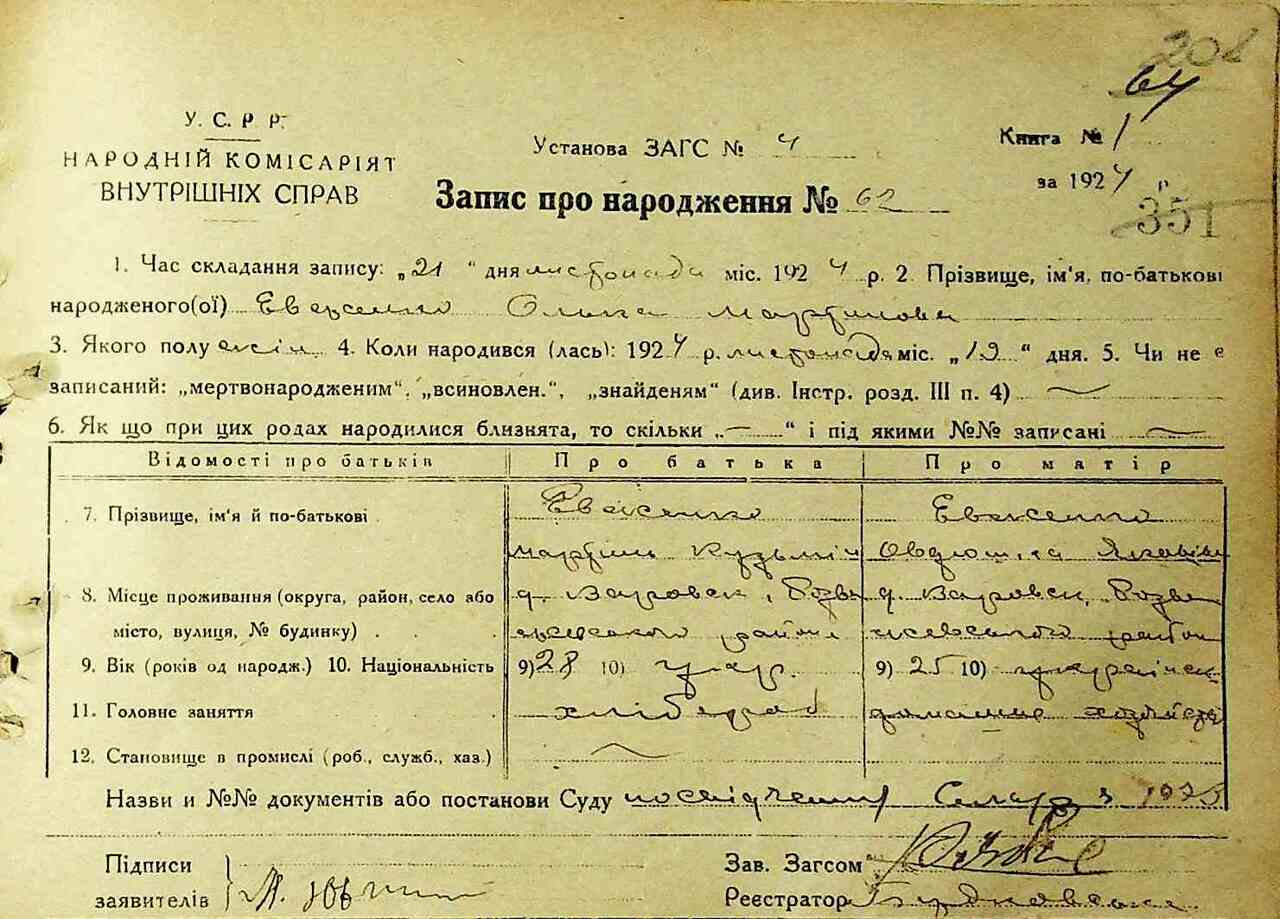 208
64
У. С. Р. Р.
НАРОДНІЙ КОМІСАРІЯТ
ВНУТРІШНІХ СПРАВ
Установа ЗАГС № 4
Книга № 1
за 1924 р.
Запис про народження № 62
351
1. Час складання запису: „21“ дня листопада міс. 1924 р. 2. Прізвище, ім'я, по-батькові
народженого(ої) Евженко Ольга Мартинова
3. Якого полу жін. 4. Коли народився (лась): 1924 р. листопада міс. „19“ дня. 5. Чи не є
записаний: „мертвонародженим“, „всиновлен.“, „знайденям“ (див. Інстр. розд. III п. 4)
6. Як що при цих родах народилися близнята, то скільки „—“ і під якими №№ записані
Відомості про батьків Про батька Про матір
7. Прізвище, ім'я й по-батькові Евженко Евженко
Мартин Кузьмич
8. Місце проживання (округа, район, село або
місто, вулиця, № будинку)
9. Вік (років од народж.) 10. Національність 9) 28 10) укр. 9) 25 10) українск
11. Головне заняття хлібороб домашнє
12. Становище в промислі (роб., служб., хаз.)
Назви и №№ документів або постанови Суду посвідчення
Підписи
заявителів
Зав. Загсом
Реєстратор